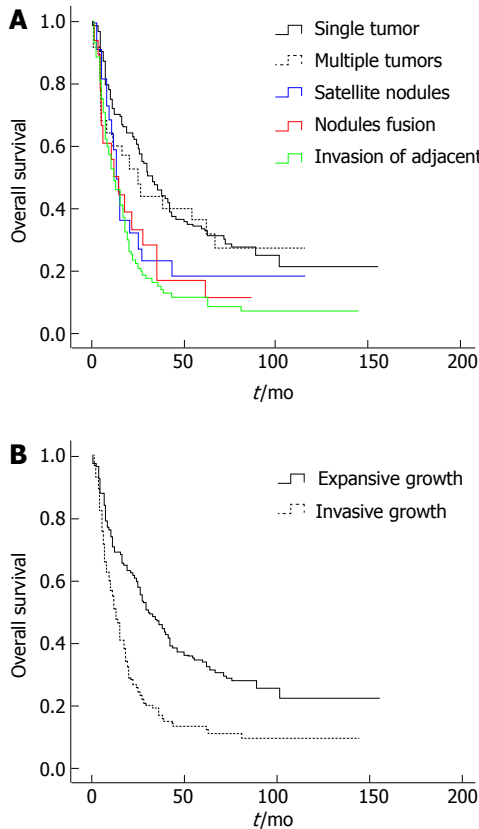 A
1.0
0.8
0.6
0.4
0.2
0.0
Overall survival
Single tumor
Multiple tumors
Satellite nodules
Nodules fusion
Invasion of adjacent
0
50
100
150
200
t/mo
B
1.0
0.8
0.6
0.4
0.2
0.0
Overall survival
Expansive growth
Invasive growth
0
50
100
150
200
t/mo